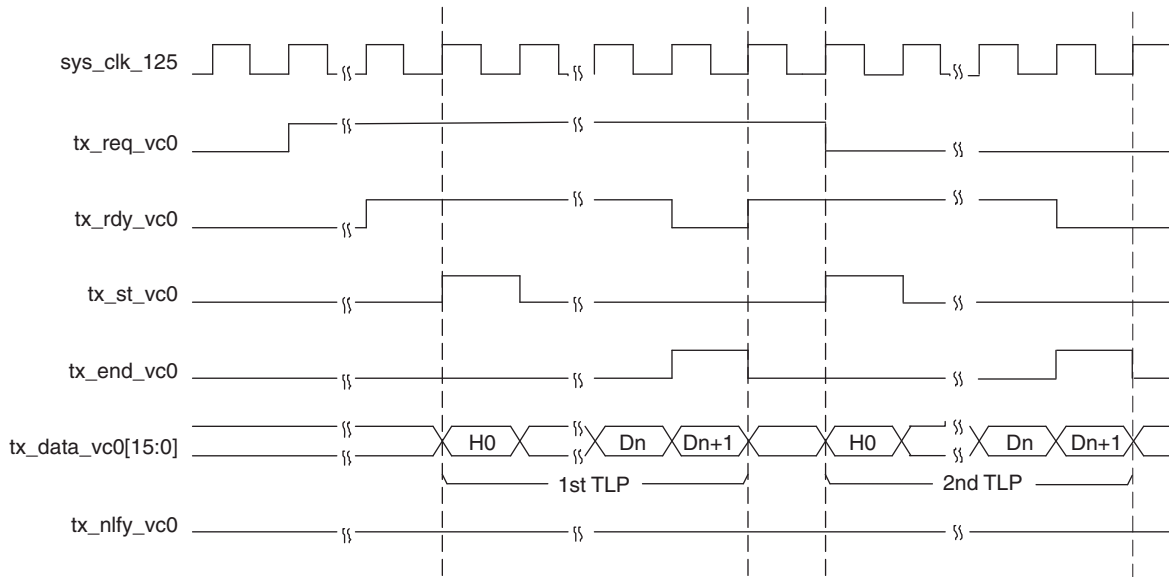 sys_clk_125
tx_req_vc0
tx_rdy_vc0
tx_st_vc0
tx_end_vc0
tx_data_vc0[15:0]
H0 Dn Dn+1 H0 Dn Dn+1
1st TLP 2nd TLP
tx_nlfy_vc0